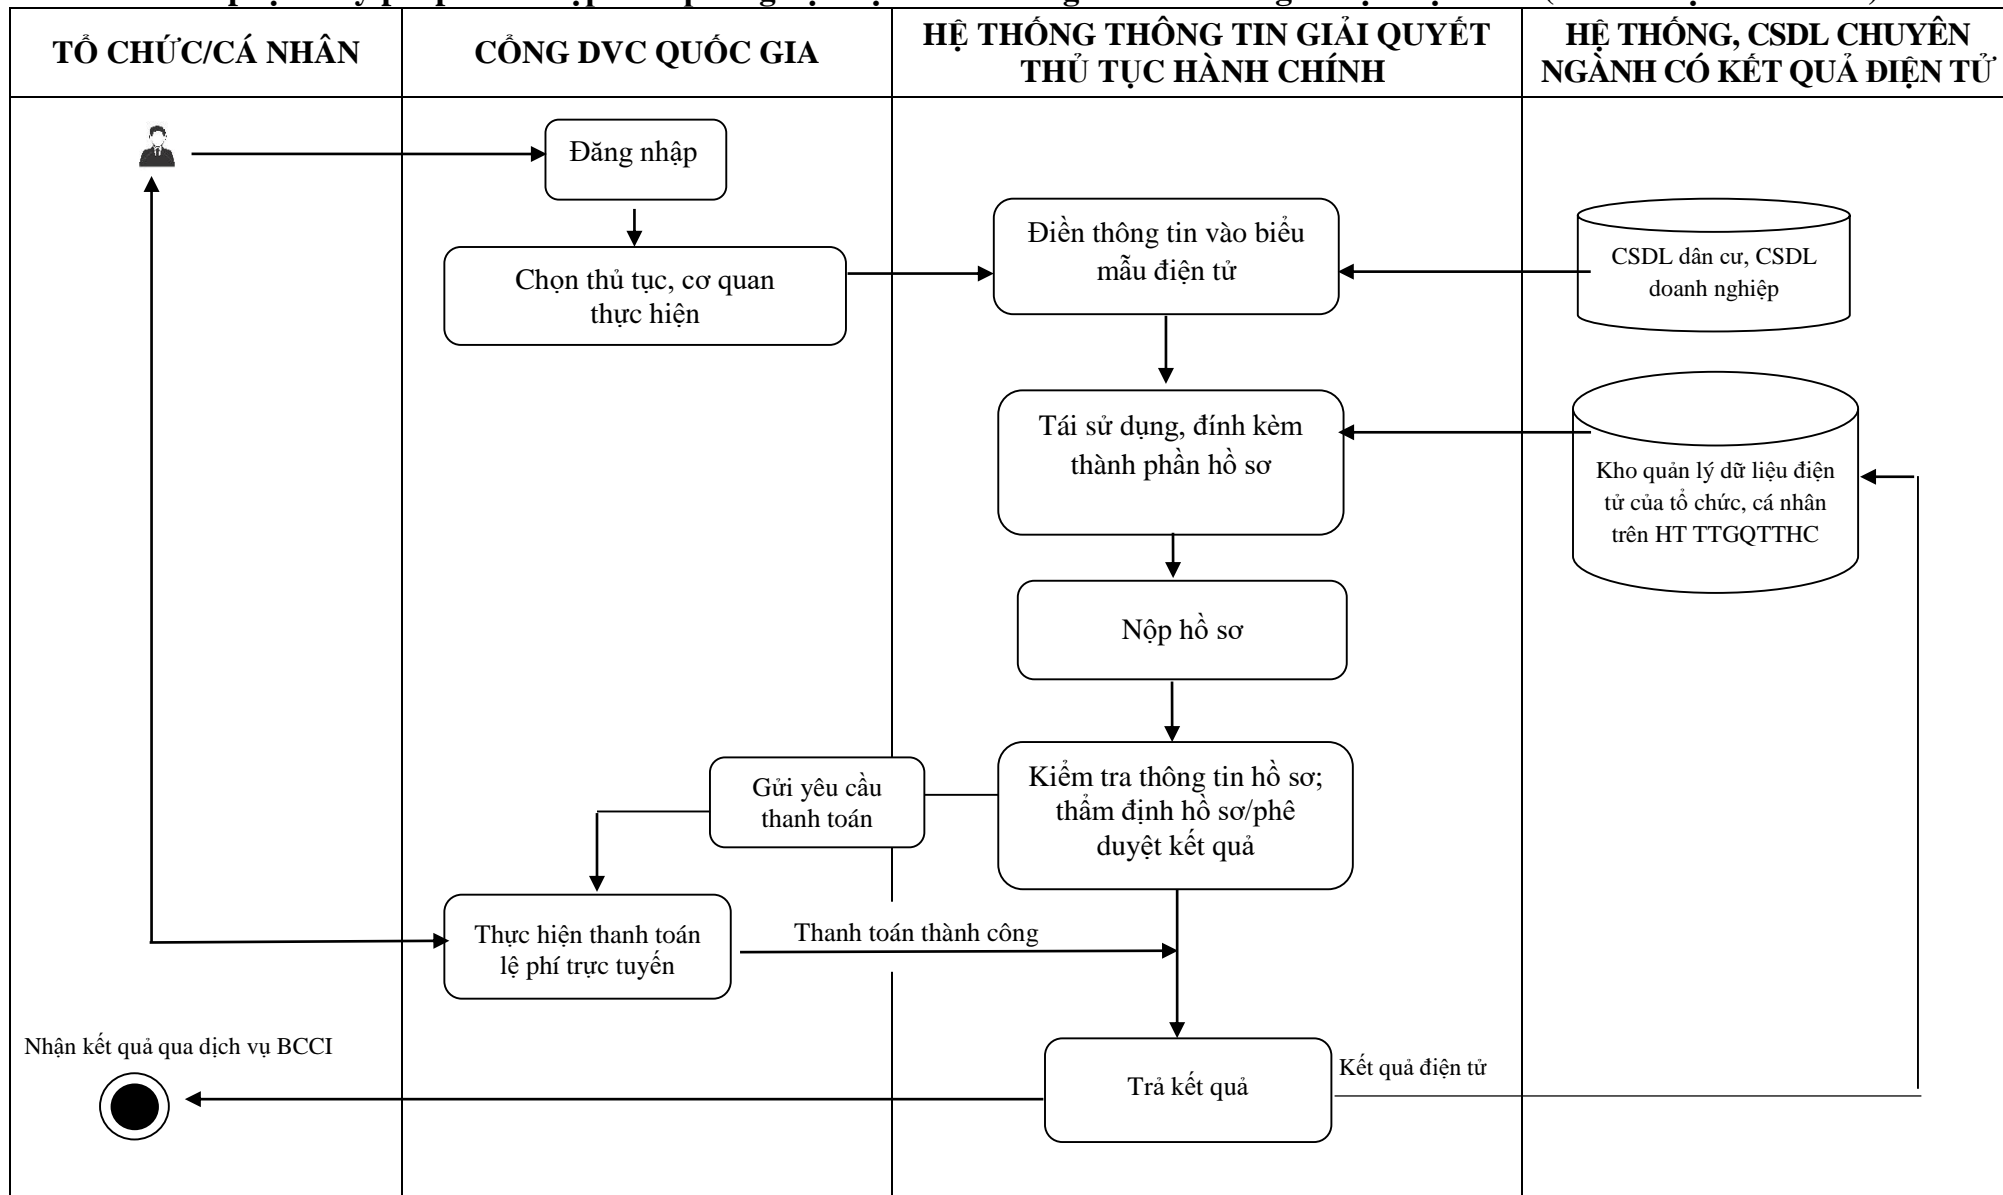 TỔ CHỨC/CÁ NHÂN
CỔNG DVC QUỐC GIA
HỆ THỐNG THÔNG TIN GIẢI QUYẾT
THỦ TỤC HÀNH CHÍNH
HỆ THỐNG, CSDL CHUYÊN
NGÀNH CÓ KẾT QUẢ ĐIỆN TỬ
Đăng nhập
Chọn thủ tục, cơ quan
thực hiện
Điền thông tin vào biểu
mẫu điện tử
CSDL dân cư, CSDL
doanh nghiệp
Tái sử dụng, đính kèm
thành phần hồ sơ
Kho quản lý dữ liệu điện
tử của tổ chức, cá nhân
trên HT TTGQTTHC
Nộp hồ sơ
Gửi yêu cầu
thanh toán
Kiểm tra thông tin hồ sơ;
thẩm định hồ sơ/phê
duyệt kết quả
Thực hiện thanh toán
lệ phí trực tuyến
Thanh toán thành công
Nhận kết quả qua dịch vụ BCCI
Trả kết quả
Kết quả điện tử